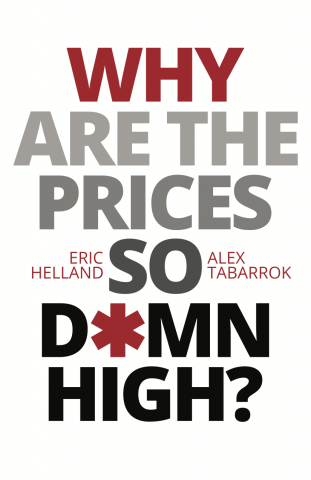 WHY
ARE THE
PRICES
ERIC HELLAND
SO
ALEX TABARROK
D*MN
HIGH?